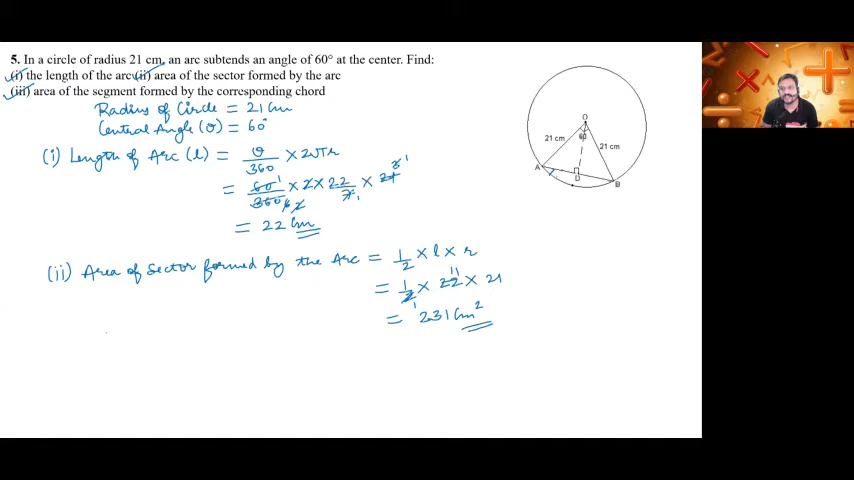 5. In a circle of radius 21 cm, an arc subtends an angle of 60° at the center. Find:
(i) the length of the arc (ii) area of the sector formed by the arc
(iii) area of the segment formed by the corresponding chord
Radius of Circle = 21 Cm
Central Angle (θ) = 60°
(i) Length of Arc (l) = θ/360 × 2πr
= 60/360 × 2 × 22/7 × 21
= 22 Cm
(ii) Area of Sector formed by the Arc = 1/2 × l × r
= 1/2 × 22 × 21
= 231 Cm²
O
60
21 cm
21 cm
A
D
B